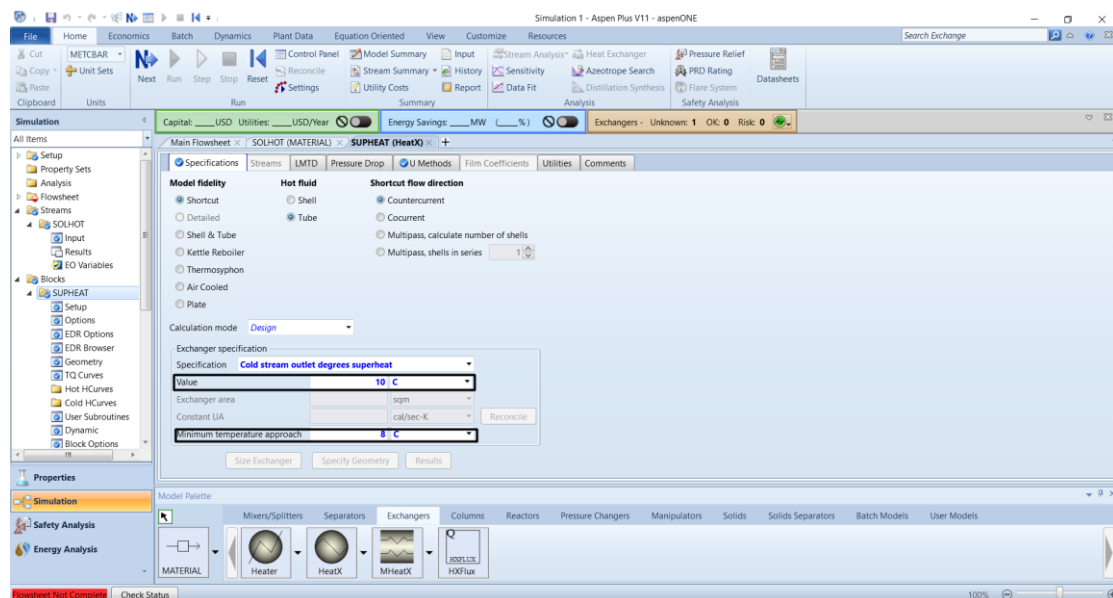 Simulation 1 - Aspen Plus V11 - aspenONE
File Home Economics Batch Dynamics Plant Data Equation Oriented View Customize Resources Search Exchange
Cut METCBAR Control Panel Model Summary Input Stream Analysis Heat Exchanger Pressure Relief
Copy Unit Sets Next Run Step Stop Reset Reconcile Stream Summary History Sensitivity Azeotrope Search PRD Rating Datasheets
Paste Settings Utility Costs Report Data Fit Distillation Synthesis Flare System
Clipboard Units Run Summary Analysis Safety Analysis
Simulation Capital: ____USD Utilities: ____USD/Year Energy Savings: ____MW (____%) Exchangers - Unknown: 1 OK: 0 Risk: 0
All Items Main Flowsheet SOLHOT (MATERIAL) SUPHEAT (HeatX) +
Setup
Property Sets
Analysis
Flowsheet
Streams
SOLHOT
Input
Results
EO Variables
Blocks
SUPHEAT
Setup
Options
EDR Options
EDR Browser
Geometry
TQ Curves
Hot HCurves
Cold HCurves
User Subroutines
Dynamic
Block Options
Specifications Streams LMTD Pressure Drop U Methods Film Coefficients Utilities Comments
Model fidelity Hot fluid Shortcut flow direction
Shortcut Shell Countercurrent
Detailed Tube Cocurrent
Shell & Tube Multipass, calculate number of shells
Kettle Reboiler Multipass, shells in series 1
Thermosyphon
Air Cooled
Plate
Calculation mode Design
Exchanger specification
Specification Cold stream outlet degrees superheat
Value 10 C
Exchanger area sqm
Constant UA cal/sec-K Reconcile
Minimum temperature approach 8 C
Size Exchanger Specify Geometry Results
Properties
Simulation
Safety Analysis
Energy Analysis
Model Palette
Mixers/Splitters Separators Exchangers Columns Reactors Pressure Changers Manipulators Solids Solids Separators Batch Models User Models
Q
HXFLUX
MATERIAL Heater HeatX MHeatX HXFlux
Flowsheet Not Complete Check Status 100%